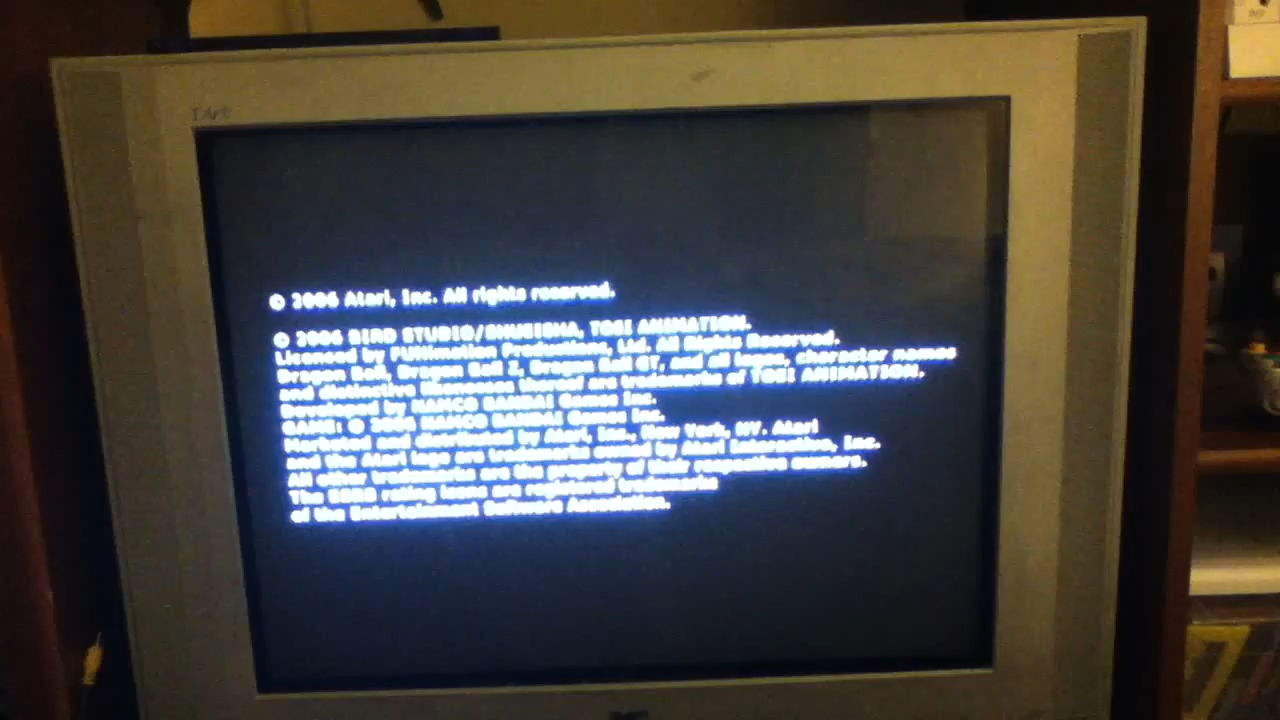 T.Art
© 2006 Atari, Inc. All rights reserved.
© 2006 BIRD STUDIO/SHUEISHA, TOEI ANIMATION.
Licensed by FUNimation Productions, Ltd. All Rights Reserved.
Dragon Ball, Dragon Ball Z, Dragon Ball GT, and all logos, character names
and distinctive likenesses thereof are trademarks of TOEI ANIMATION.
Developed by NAMCO BANDAI Games Inc.
GAME: © 2006 NAMCO BANDAI Games Inc.
Marketed and distributed by Atari, Inc., New York, NY. Atari
and the Atari logo are trademarks owned by Atari Interactive, Inc.
All other trademarks are the property of their respective owners.
The ESRB rating icons are registered trademarks
of the Entertainment Software Association.